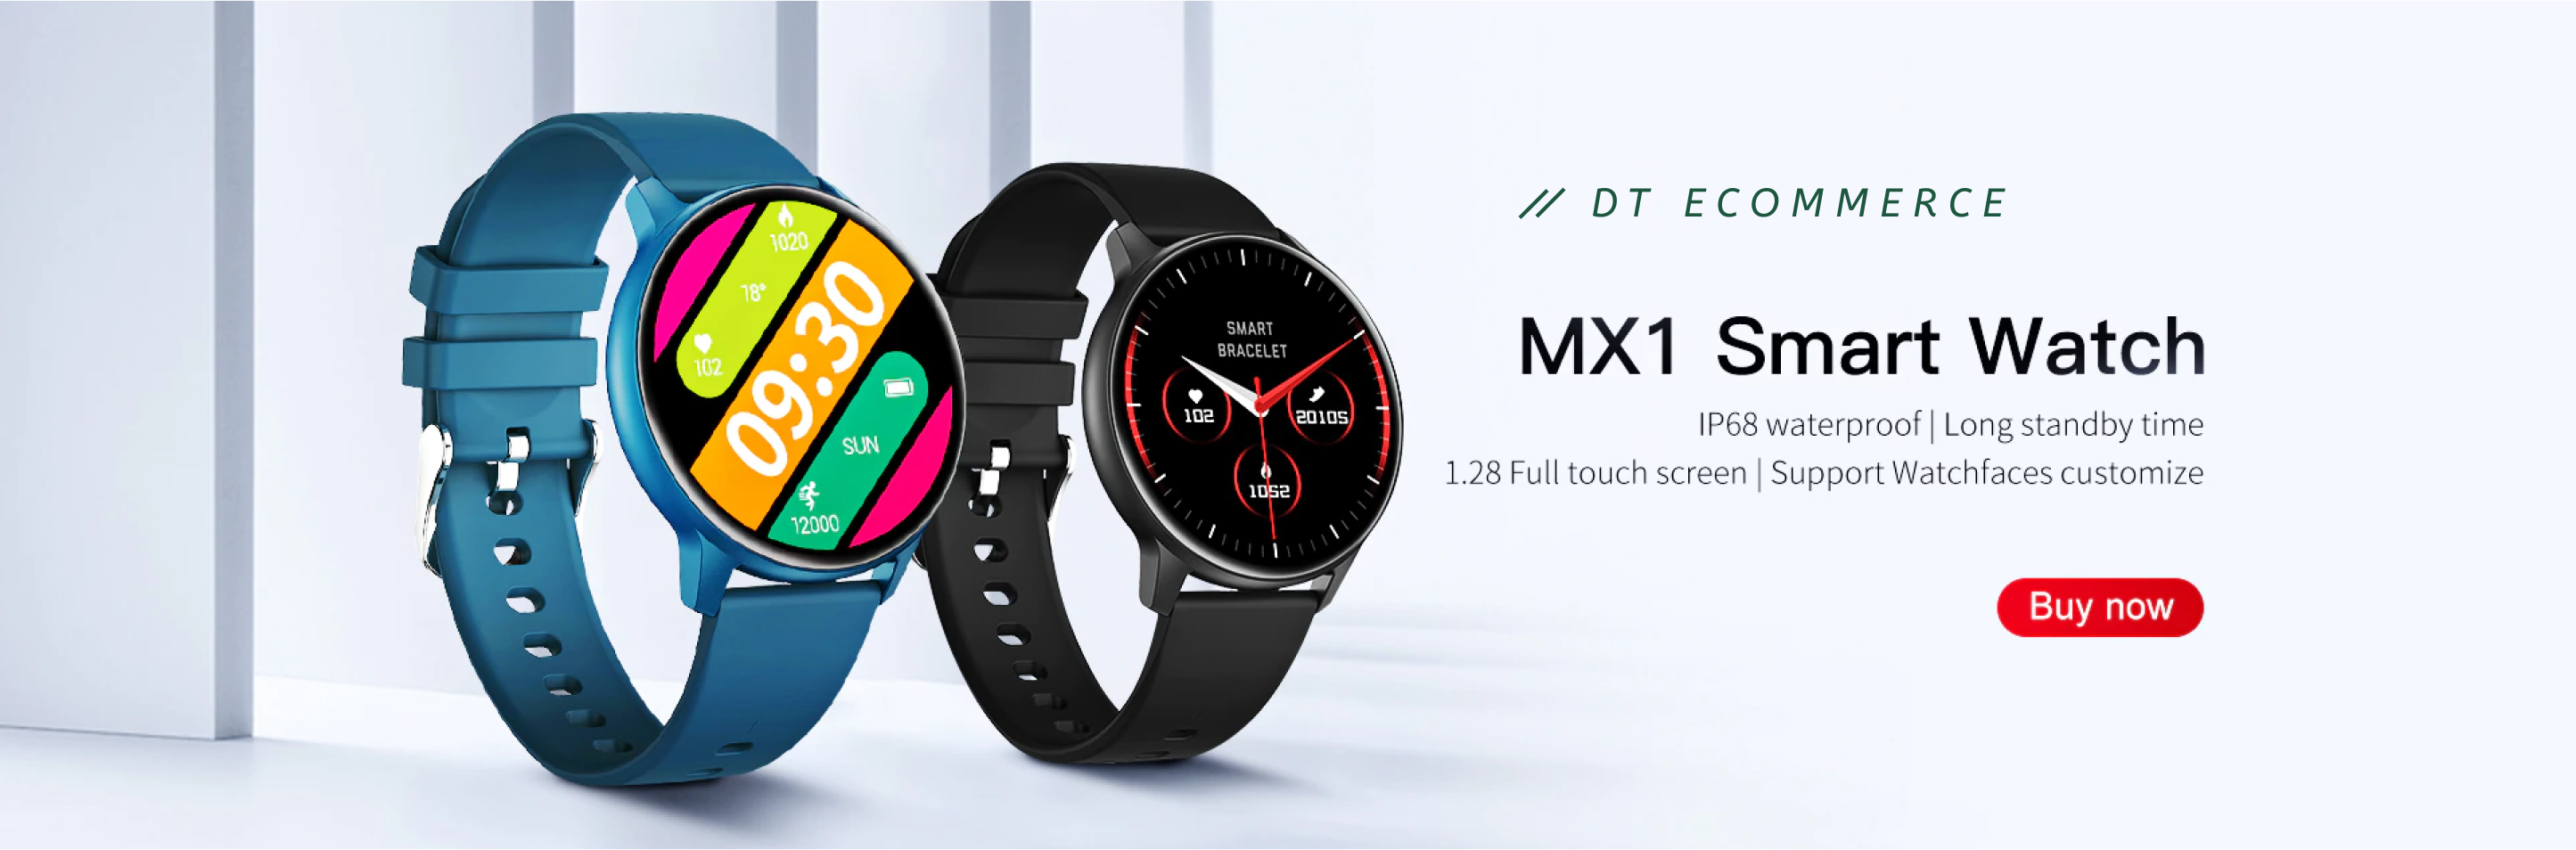 // DT ECOMMERCE
MX1 Smart Watch
IP68 waterproof | Long standby time
1.28 Full touch screen | Support Watchfaces customize
Buy now
1020
78°
102
09:30
SUN
12000
SMART
BRACELET
102
20105
1052